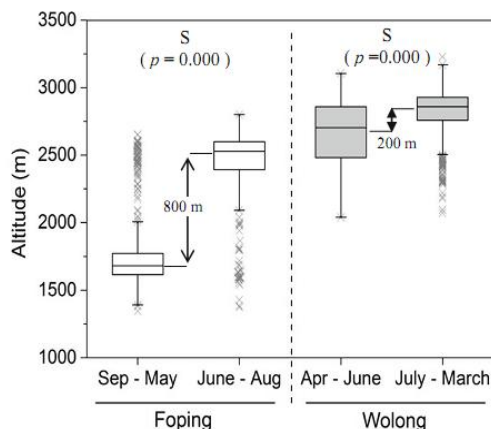 S
( p = 0.000 )
S
( p =0.000 )
3500
3000
2500
2000
1500
1000
Altitude (m)
800 m
200 m
Sep - May
June - Aug
Apr - June
July - March
Foping
Wolong